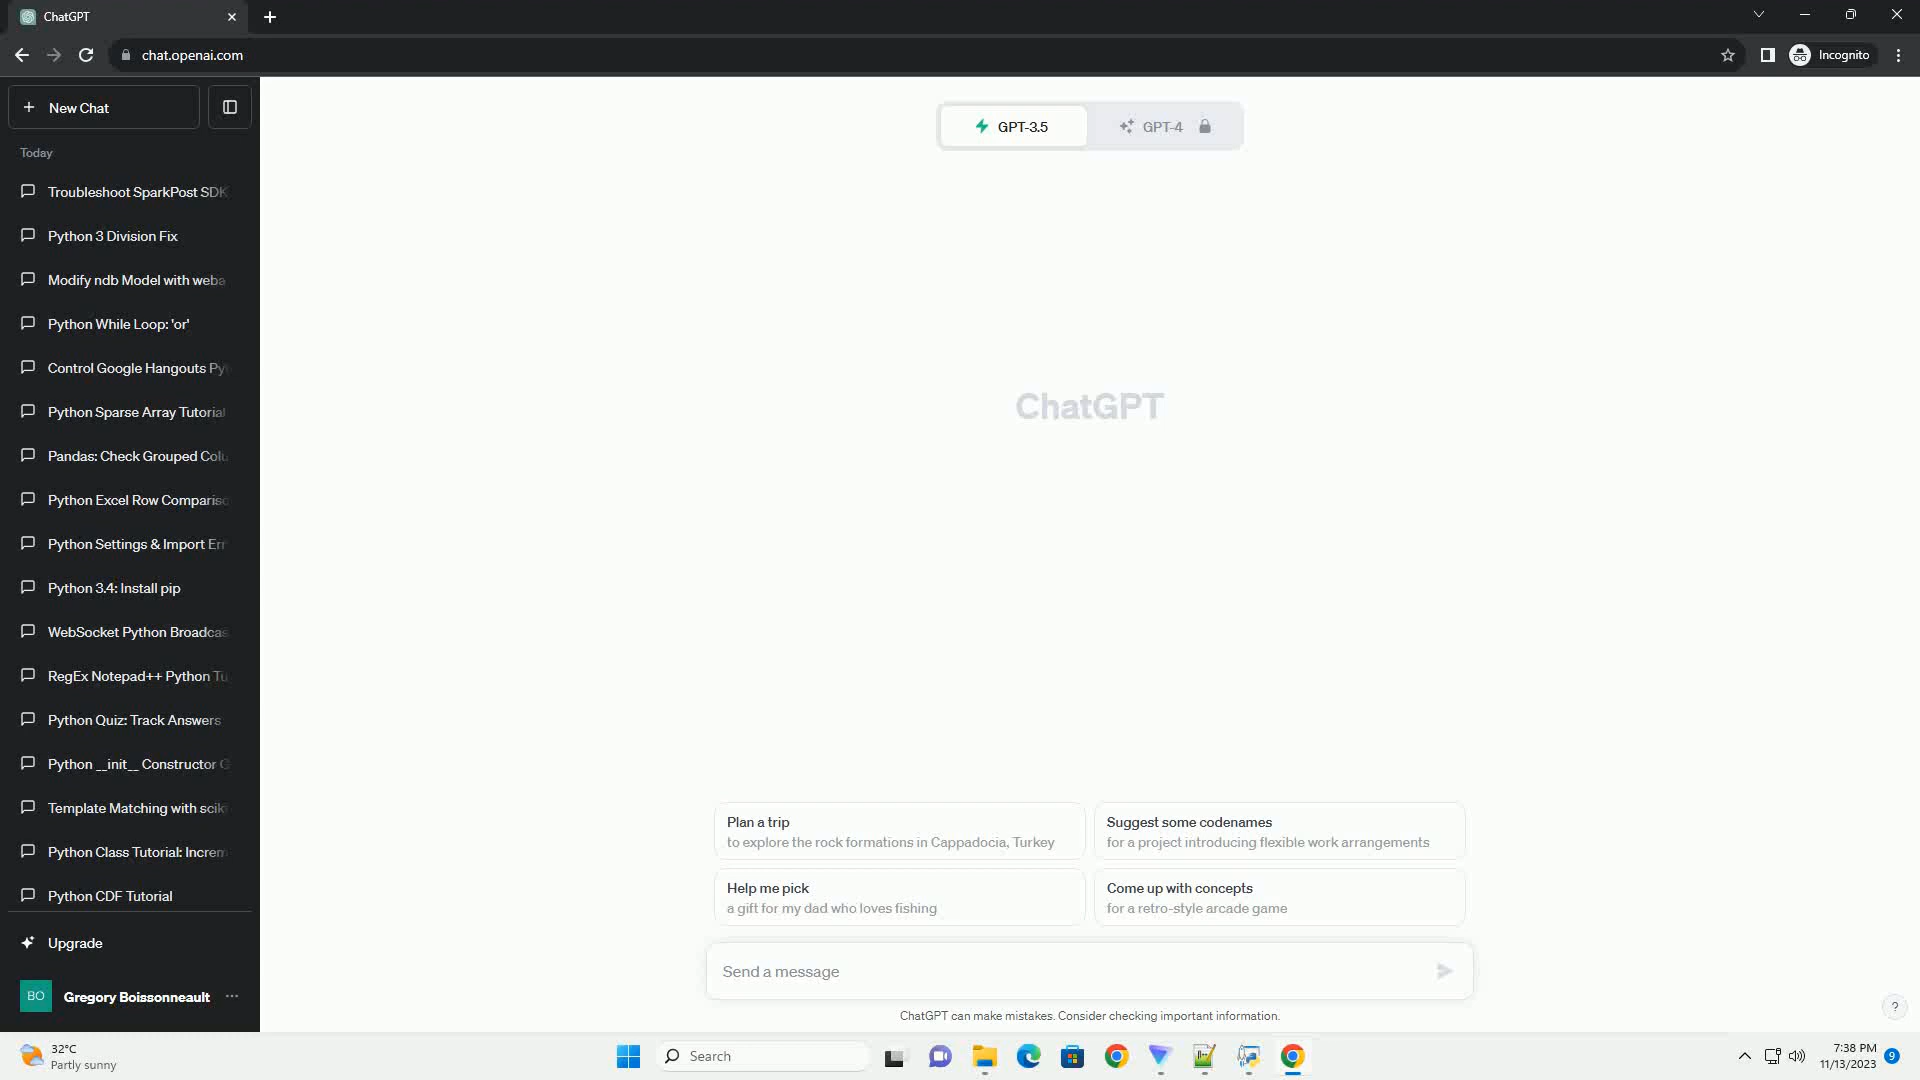 ChatGPT
chat.openai.com
Incognito
New Chat
Today
Troubleshoot SparkPost SDK
Python 3 Division Fix
Modify ndb Model with weba
Python While Loop: 'or'
Control Google Hangouts Py
Python Sparse Array Tutorial
Pandas: Check Grouped Colu
Python Excel Row Compariso
Python Settings & Import Err
Python 3.4: Install pip
WebSocket Python Broadcas
RegEx Notepad++ Python Tu
Python Quiz: Track Answers
Python __init__ Constructor C
Template Matching with scik
Python Class Tutorial: Increm
Python CDF Tutorial
Upgrade
BO Gregory Boissonneault
GPT-3.5 GPT-4
ChatGPT
Plan a trip
to explore the rock formations in Cappadocia, Turkey
Suggest some codenames
for a project introducing flexible work arrangements
Help me pick
a gift for my dad who loves fishing
Come up with concepts
for a retro-style arcade game
Send a message
ChatGPT can make mistakes. Consider checking important information.
?
32°C
Partly sunny
Search
7:38 PM
11/13/2023
9